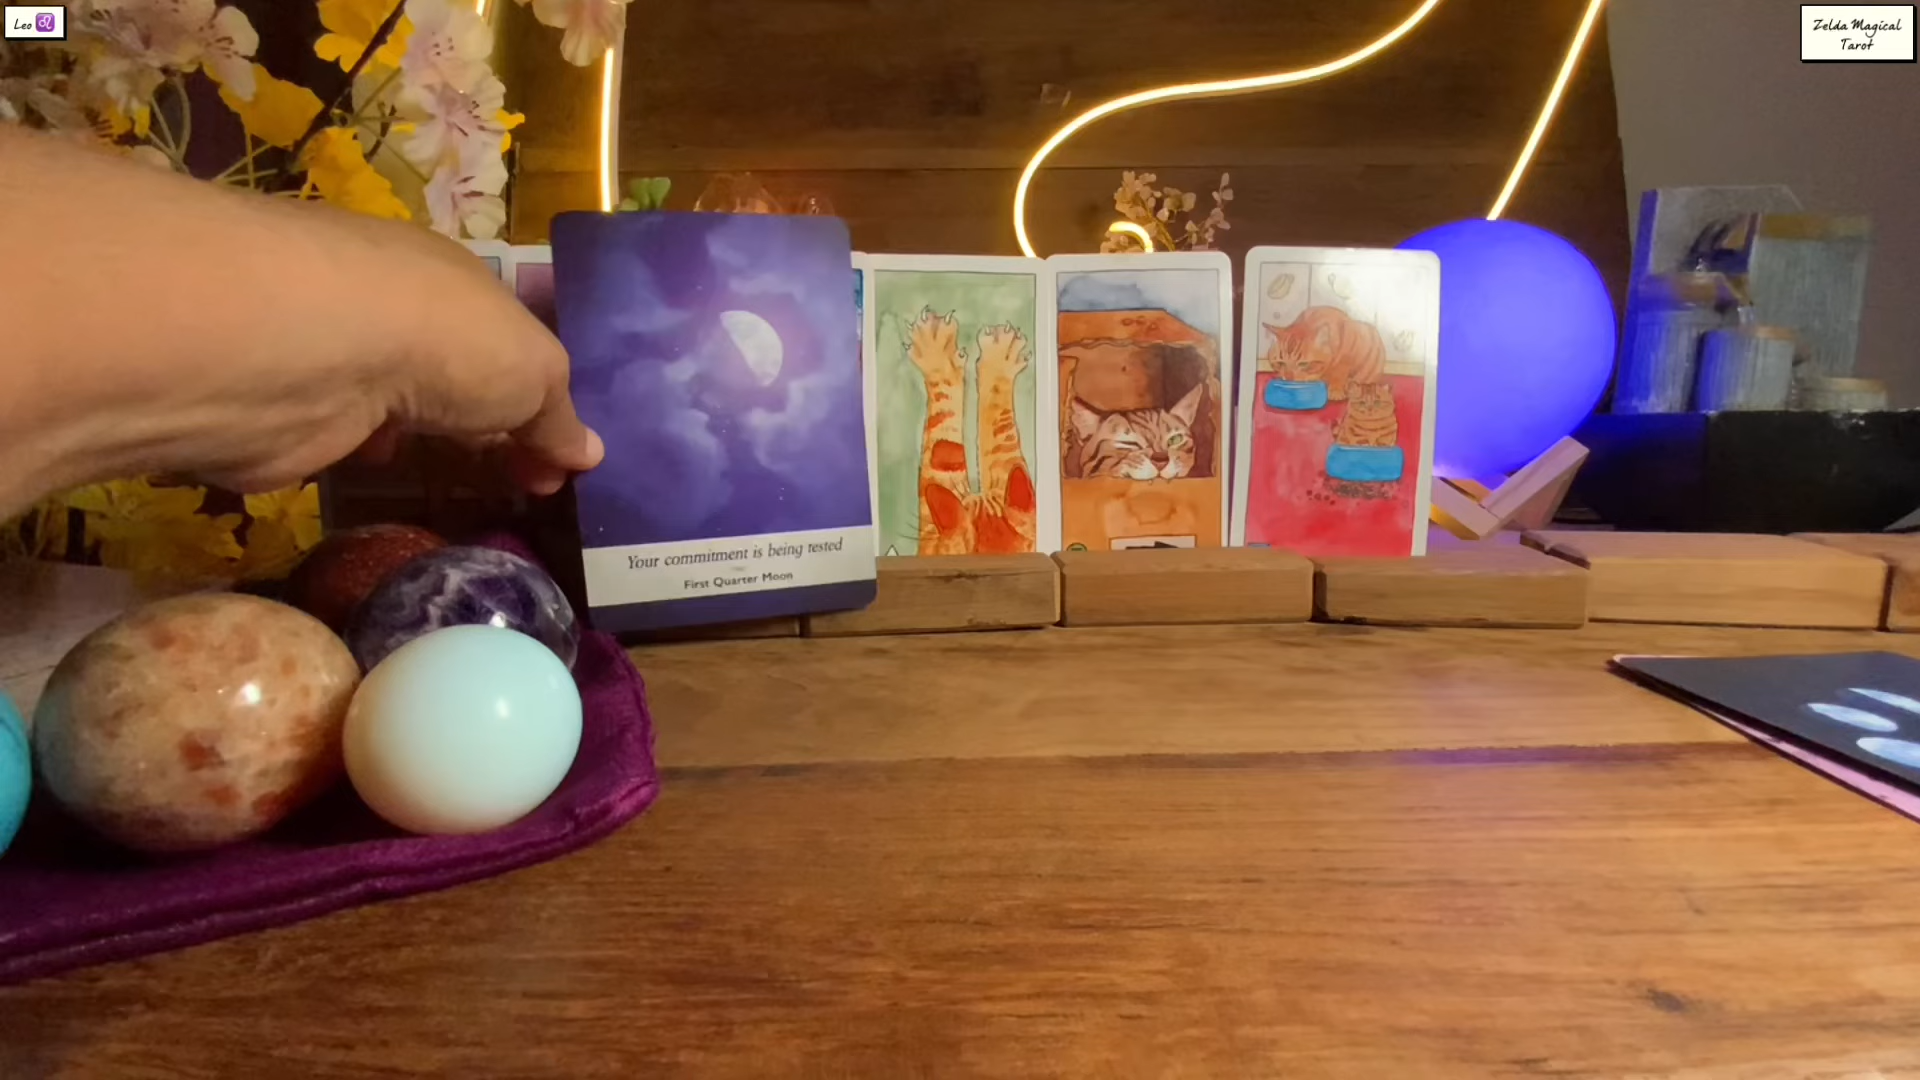 Leo ♌
Zelda Magical
Tarot
Your commitment is being tested
First Quarter Moon